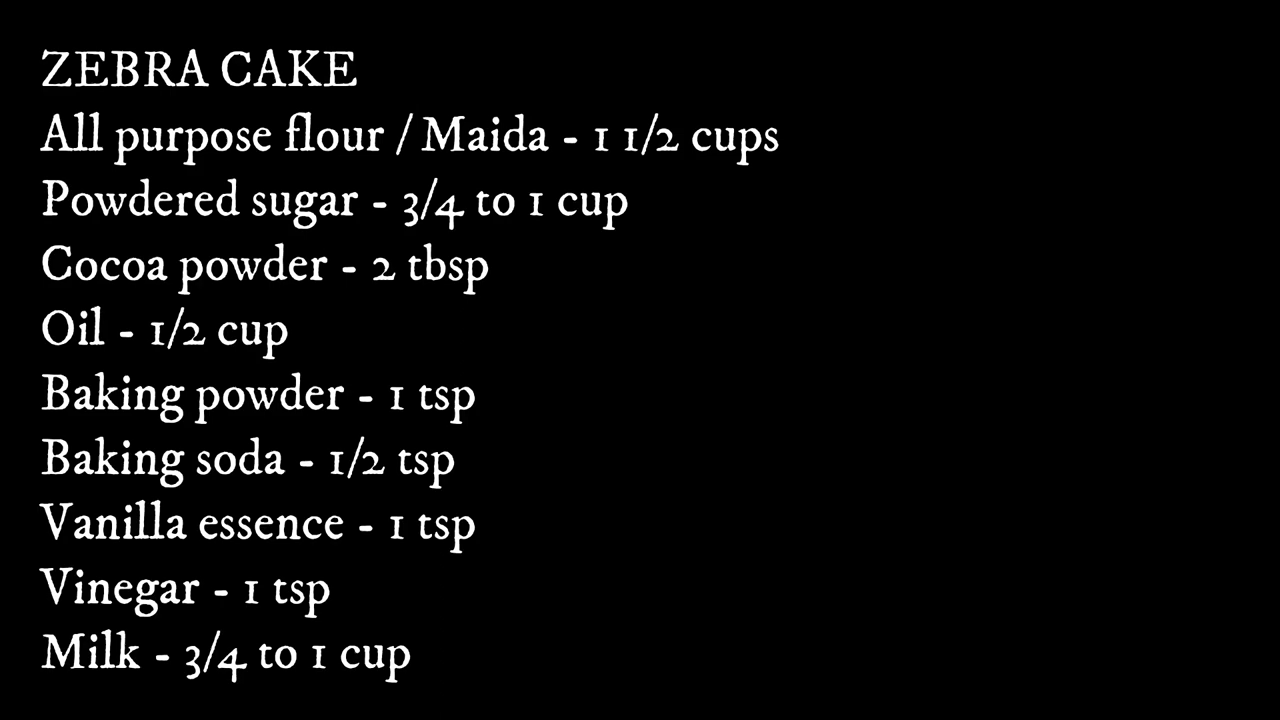 ZEBRA CAKE
All purpose flour / Maida - 1 1/2 cups
Powdered sugar - 3/4 to 1 cup
Cocoa powder - 2 tbsp
Oil - 1/2 cup
Baking powder - 1 tsp
Baking soda - 1/2 tsp
Vanilla essence - 1 tsp
Vinegar - 1 tsp
Milk - 3/4 to 1 cup